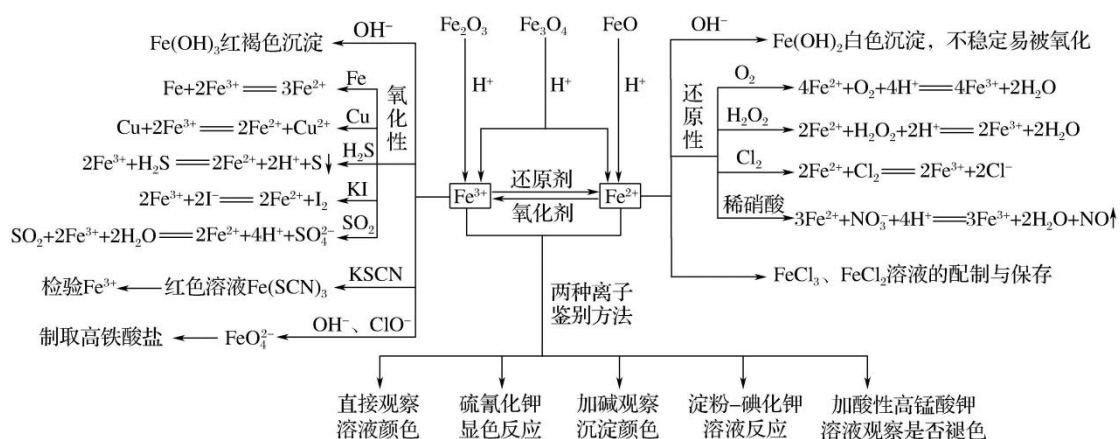 Fe₂O₃ Fe₃O₄ FeO
H⁺ H⁺ H⁺
OH⁻
Fe(OH)₃红褐色沉淀
氧化性
Fe
Fe+2Fe³⁺══3Fe²⁺
Cu
Cu+2Fe³⁺══2Fe²⁺+Cu²⁺
H₂S
2Fe³⁺+H₂S══2Fe²⁺+2H⁺+S↓
KI
2Fe³⁺+2I⁻══2Fe²⁺+I₂
SO₂
SO₂+2Fe³⁺+2H₂O══2Fe²⁺+4H⁺+SO₄²⁻
KSCN
检验Fe³⁺ 红色溶液Fe(SCN)₃
OH⁻、ClO⁻
制取高铁酸盐 FeO₄²⁻
Fe³⁺ 还原剂 Fe²⁺
氧化剂
OH⁻
Fe(OH)₂白色沉淀，不稳定易被氧化
还原性
O₂
4Fe²⁺+O₂+4H⁺══4Fe³⁺+2H₂O
H₂O₂
2Fe²⁺+H₂O₂+2H⁺══2Fe³⁺+2H₂O
Cl₂
2Fe²⁺+Cl₂══2Fe³⁺+2Cl⁻
稀硝酸
3Fe²⁺+NO₃⁻+4H⁺══3Fe³⁺+2H₂O+NO↑
FeCl₃、FeCl₂溶液的配制与保存
两种离子
鉴别方法
直接观察
溶液颜色
硫氰化钾
显色反应
加碱观察
沉淀颜色
淀粉-碘化钾
溶液反应
加酸性高锰酸钾
溶液观察是否褪色